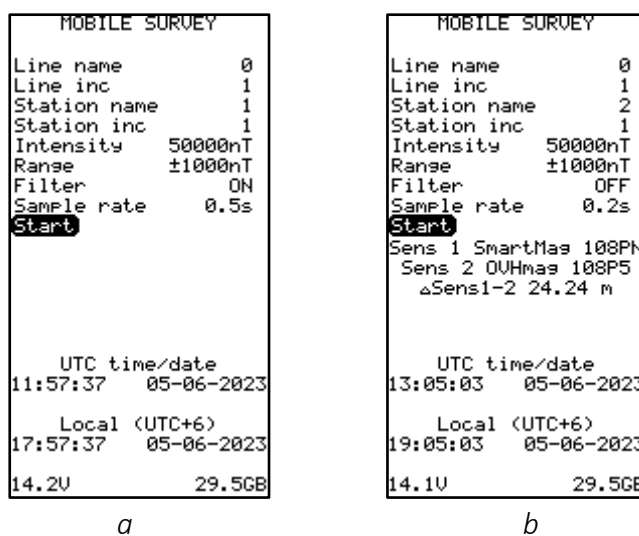 MOBILE SURVEY
Line name 0
Line inc 1
Station name 1
Station inc 1
Intensity 50000nT
Range ±1000nT
Filter ON
Sample rate 0.5s
Start
UTC time/date
11:57:37 05-06-2023
Local (UTC+6)
17:57:37 05-06-2023
14.2V 29.5GB
a
MOBILE SURVEY
Line name 0
Line inc 1
Station name 2
Station inc 1
Intensity 50000nT
Range ±1000nT
Filter OFF
Sample rate 0.2s
Start
Sens 1 SmartMag 108PN
Sens 2 OVHmag 108P5
△Sens1-2 24.24 m
UTC time/date
13:05:03 05-06-2023
Local (UTC+6)
19:05:03 05-06-2023
14.1V 29.5GB
b